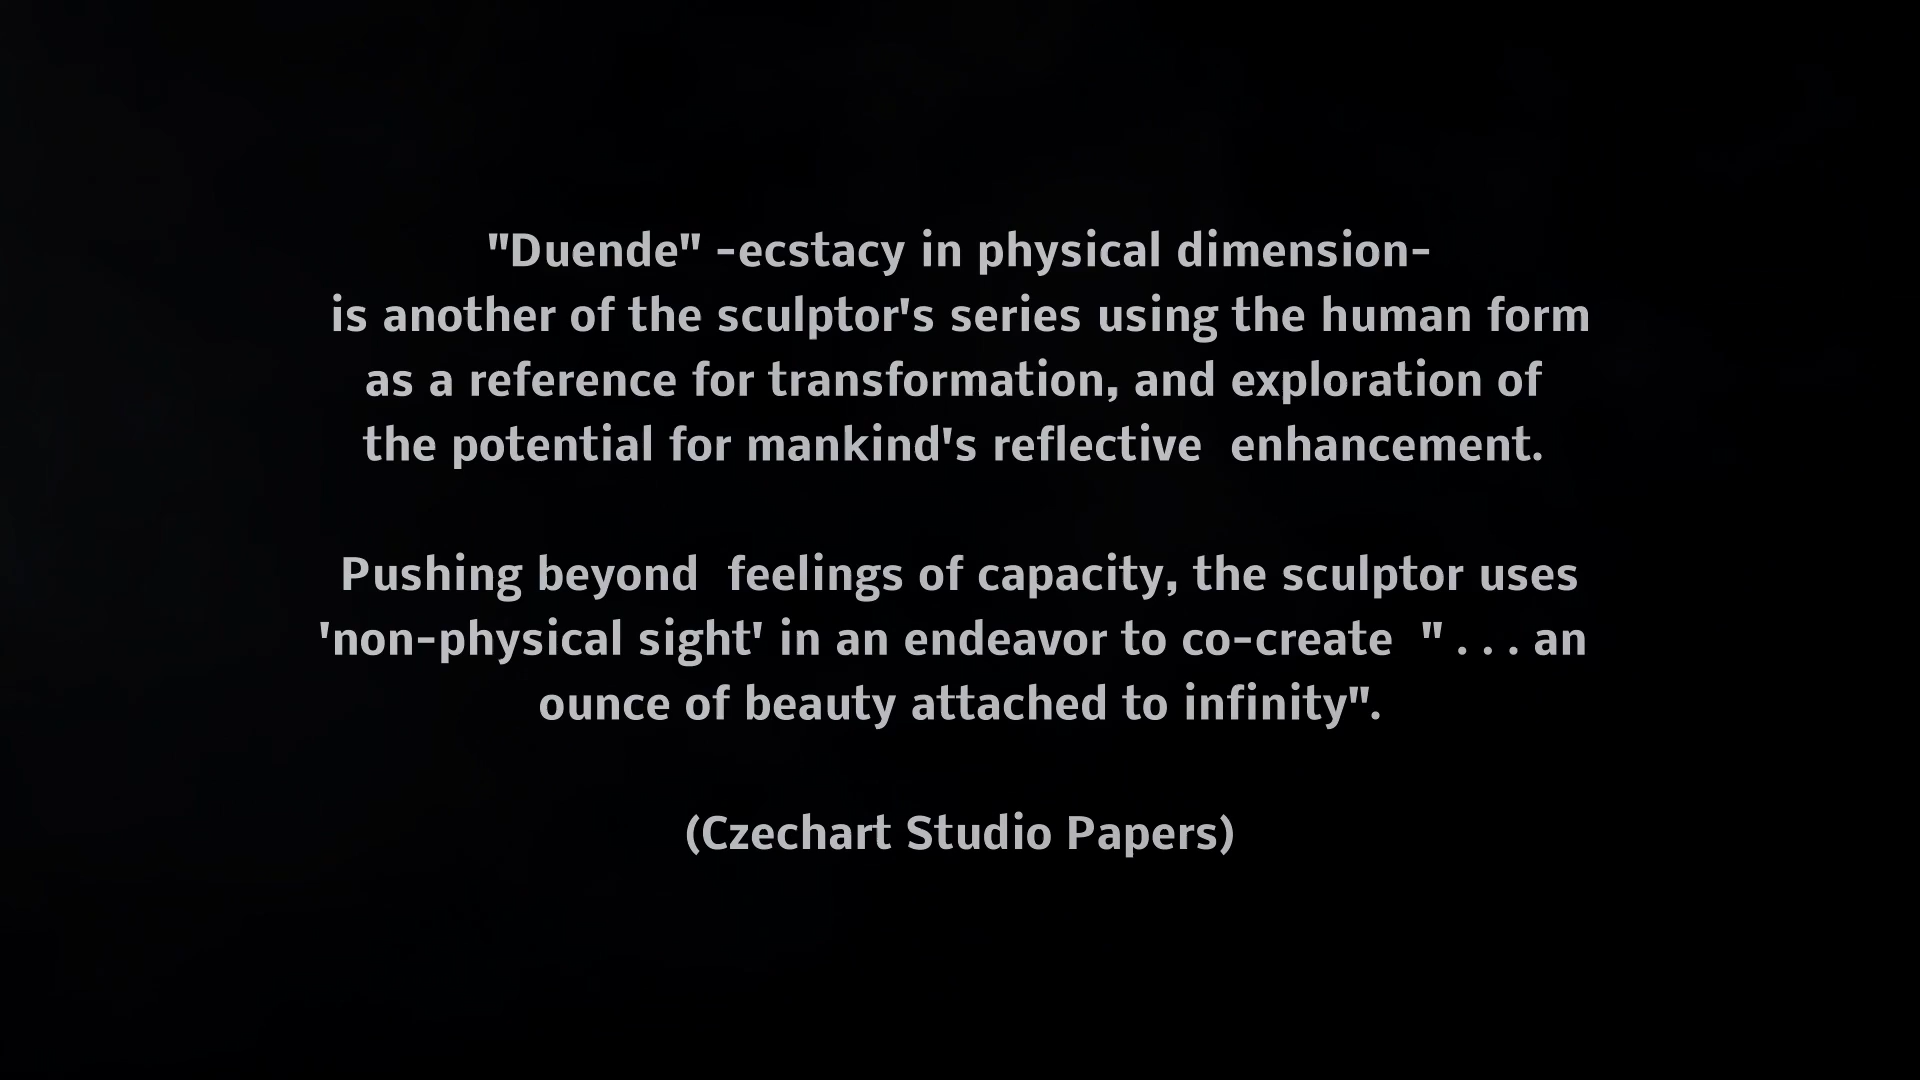 "Duende" -ecstacy in physical dimension-
is another of the sculptor's series using the human form
as a reference for transformation, and exploration of
the potential for mankind's reflective  enhancement.
Pushing beyond  feelings of capacity, the sculptor uses
'non-physical sight' in an endeavor to co-create  " . . . an
ounce of beauty attached to infinity".
(Czechart Studio Papers)